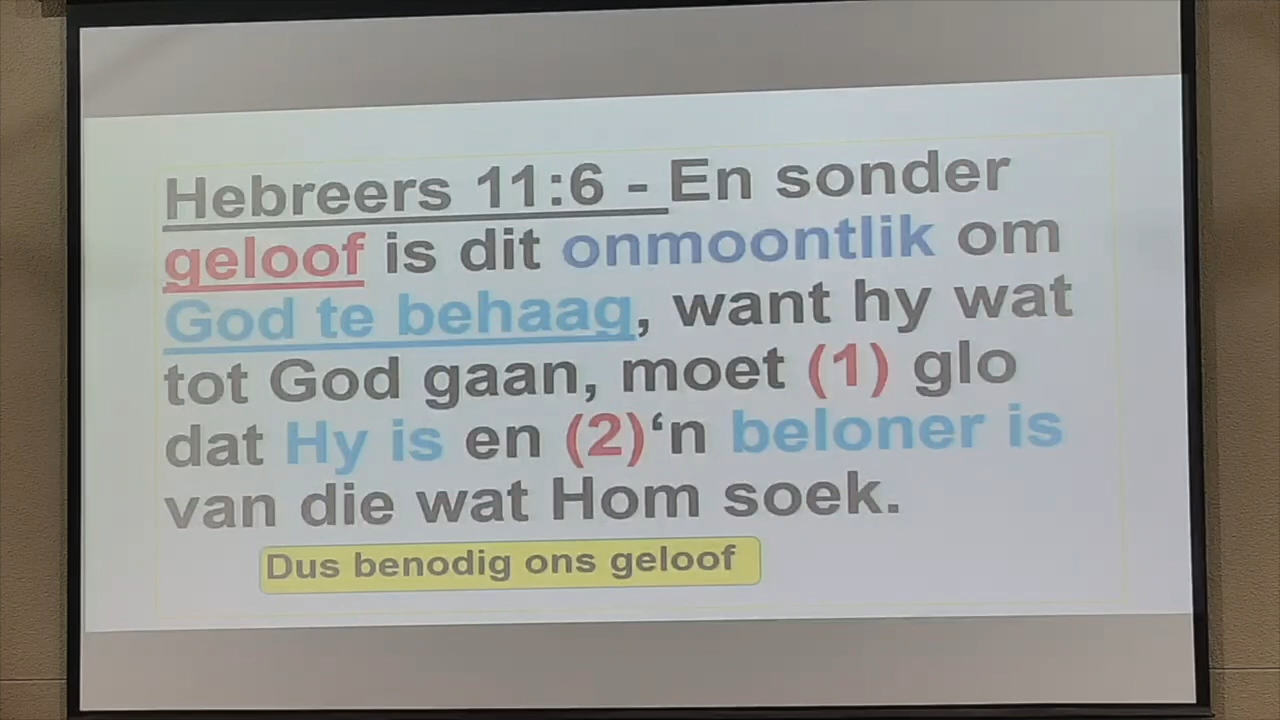 Hebreers 11:6 - En sonder
geloof is dit onmoontlik om
God te behaag, want hy wat
tot God gaan, moet (1) glo
dat Hy is en (2)‘n beloner is
van die wat Hom soek.
Dus benodig ons geloof